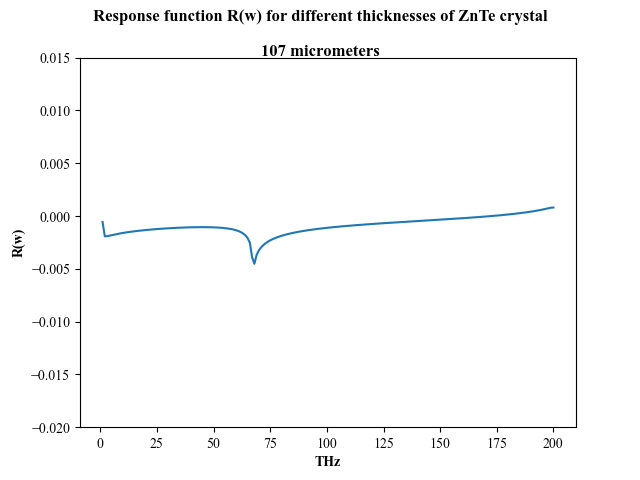 Response function R(w) for different thicknesses of ZnTe crystal
107 micrometers
0.015
0.010
0.005
0.000
−0.005
−0.010
−0.015
−0.020
R(w)
0 25 50 75 100 125 150 175 200
THz